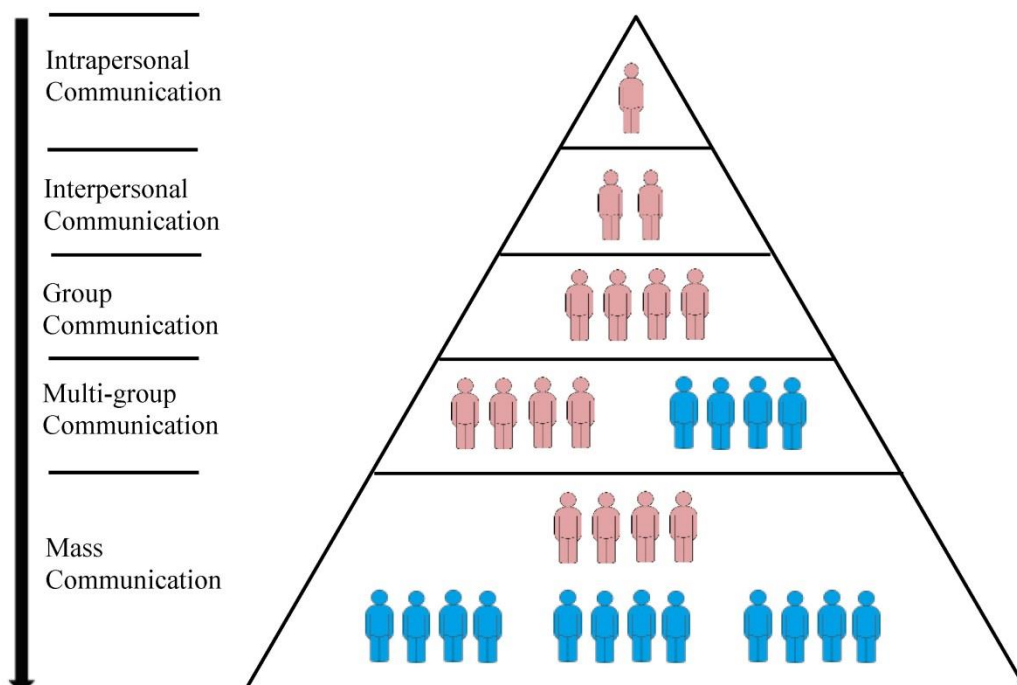 Intrapersonal
Communication
Interpersonal
Communication
Group
Communication
Multi-group
Communication
Mass
Communication